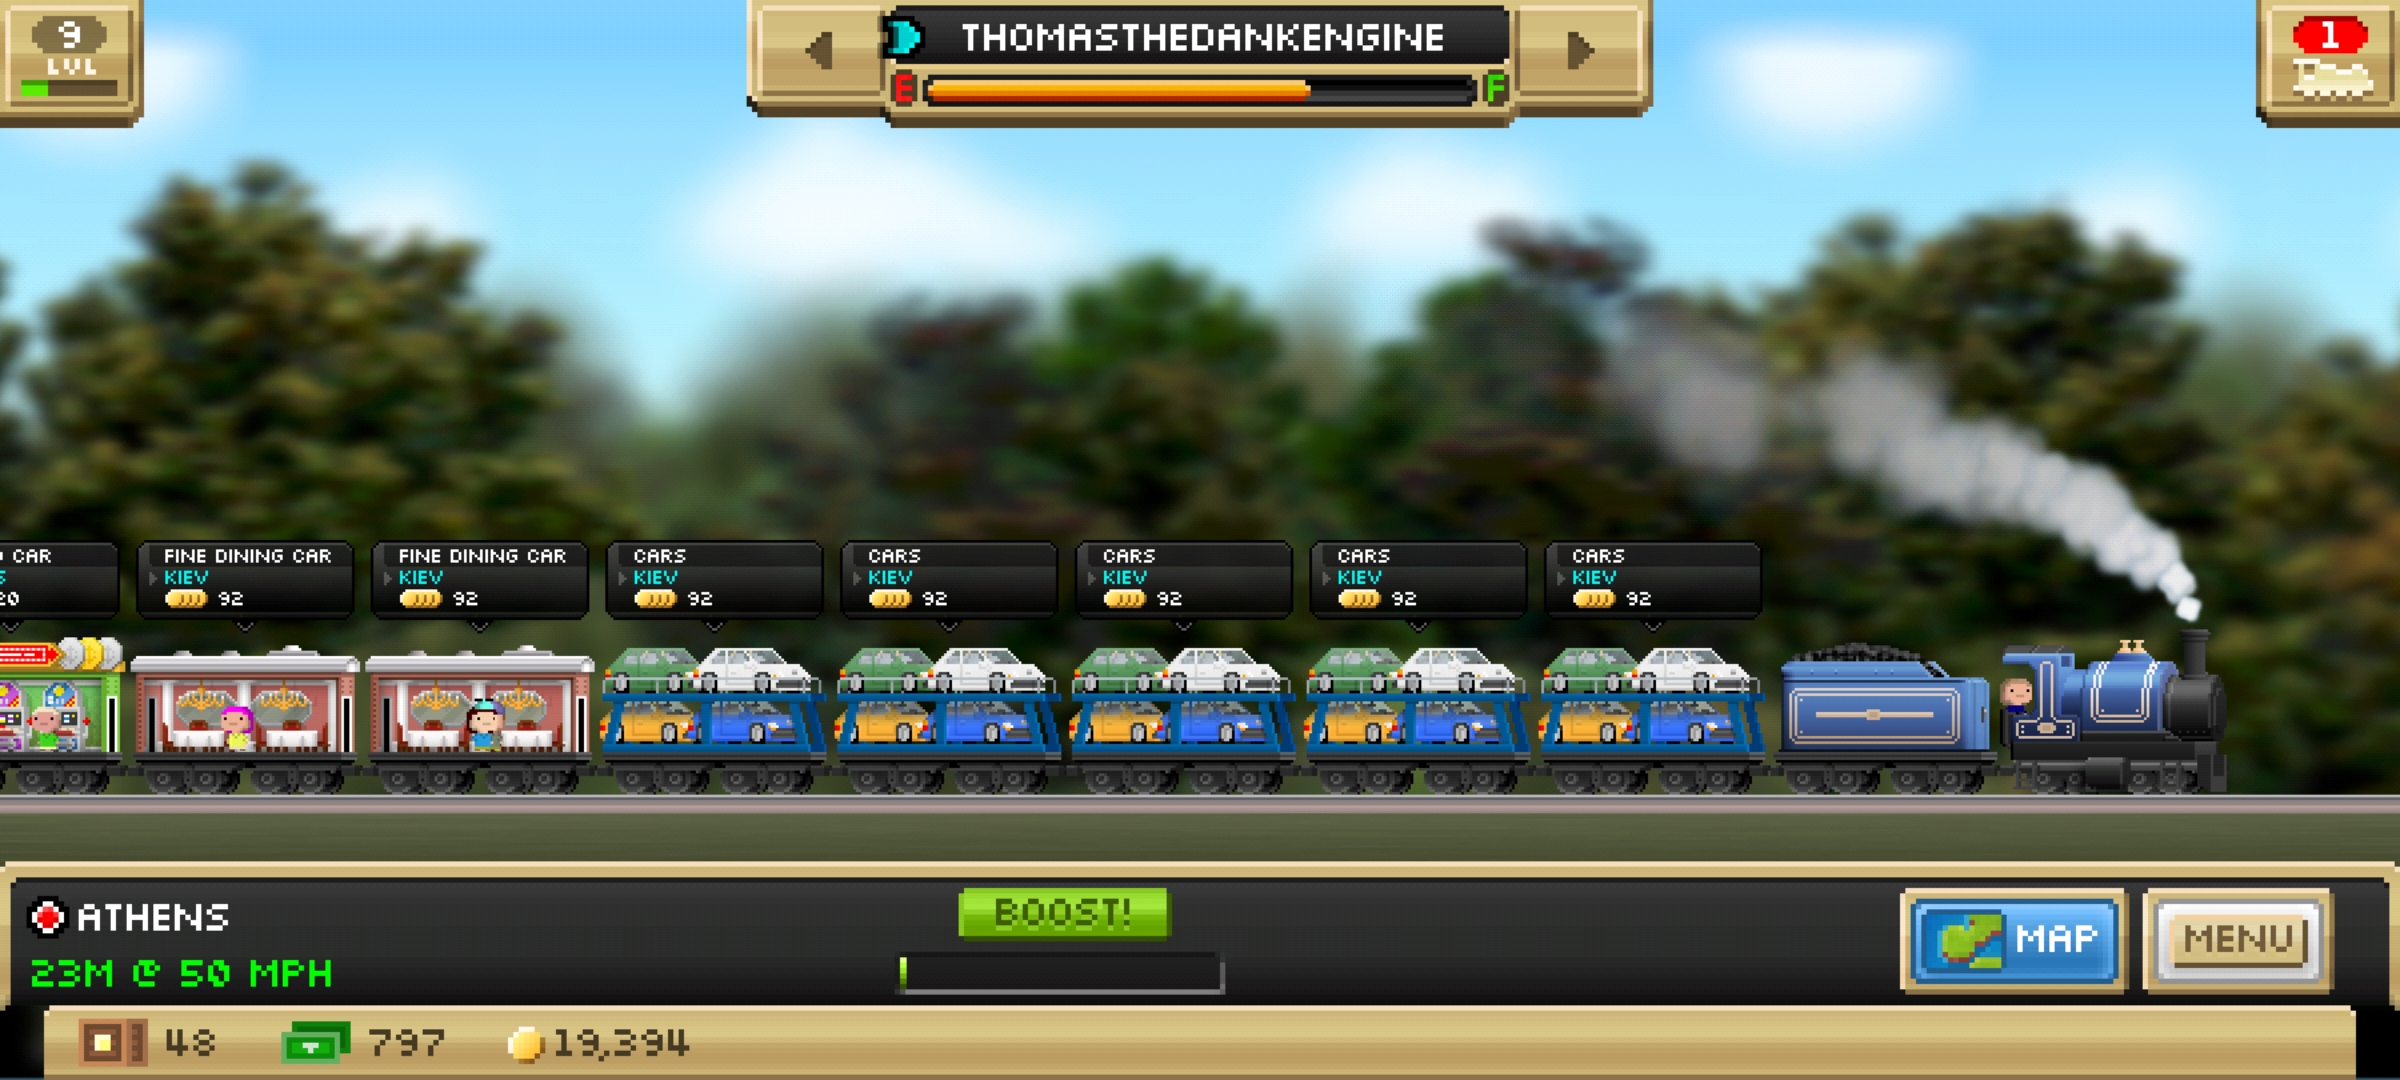 9
LVL
THOMASTHEDANKENGINE
E
F
1
CAR
20
FINE DINING CAR
KIEV
92
FINE DINING CAR
KIEV
92
CARS
KIEV
92
CARS
KIEV
92
CARS
KIEV
92
CARS
KIEV
92
CARS
KIEV
92
ATHENS
23M @ 50 MPH
BOOST!
MAP
MENU
48
797
19,394